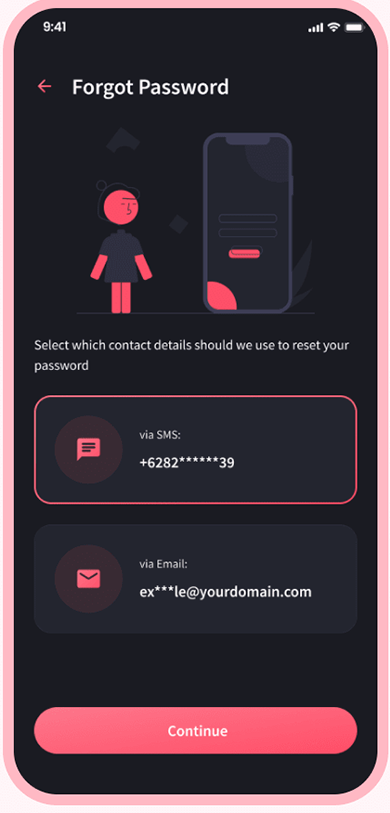 9:41
Forgot Password
Select which contact details should we use to reset your
password
via SMS:
+6282******39
via Email:
ex***le@yourdomain.com
Continue